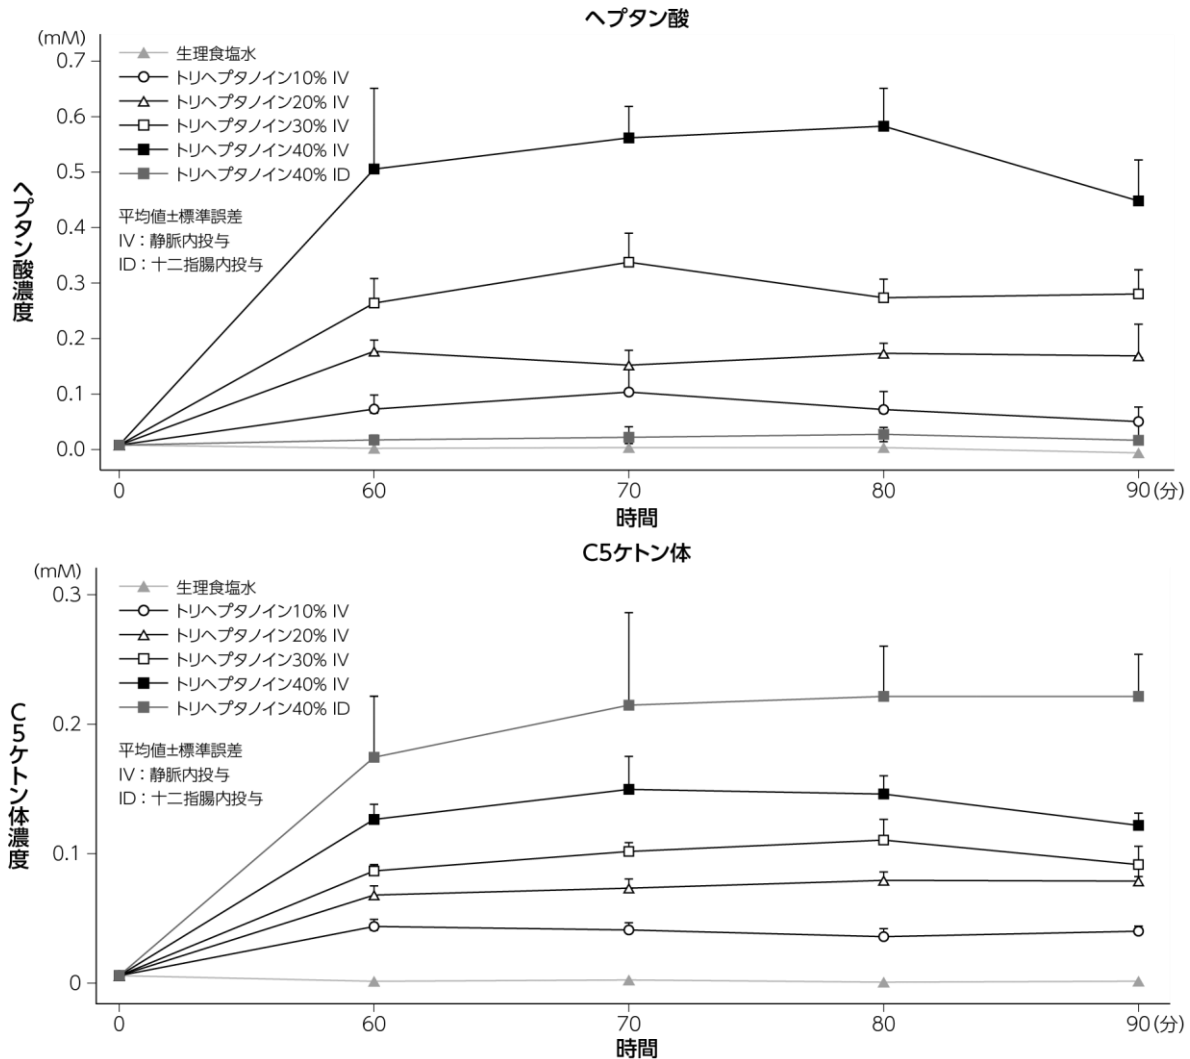 ヘプタン酸
(mM)
0.7
0.6
0.5
0.4
0.3
0.2
0.1
0.0
ヘプタン酸濃度
生理食塩水
トリヘプタノイン10% IV
トリヘプタノイン20% IV
トリヘプタノイン30% IV
トリヘプタノイン40% IV
トリヘプタノイン40% ID
平均値±標準誤差
IV：静脈内投与
ID：十二指腸内投与
0 60 70 80 90(分)
時間
C5ケトン体
(mM)
0.3
0.2
0.1
0
C5ケトン体濃度
生理食塩水
トリヘプタノイン10% IV
トリヘプタノイン20% IV
トリヘプタノイン30% IV
トリヘプタノイン40% IV
トリヘプタノイン40% ID
平均値±標準誤差
IV：静脈内投与
ID：十二指腸内投与
0 60 70 80 90(分)
時間